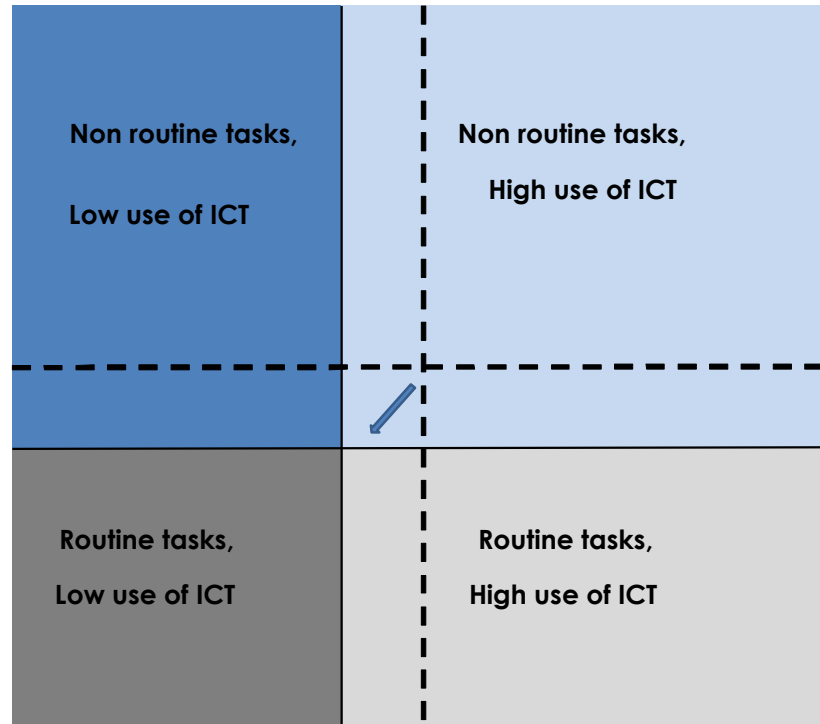 Non routine tasks,
Low use of ICT
Non routine tasks,
High use of ICT
Routine tasks,
Low use of ICT
Routine tasks,
High use of ICT